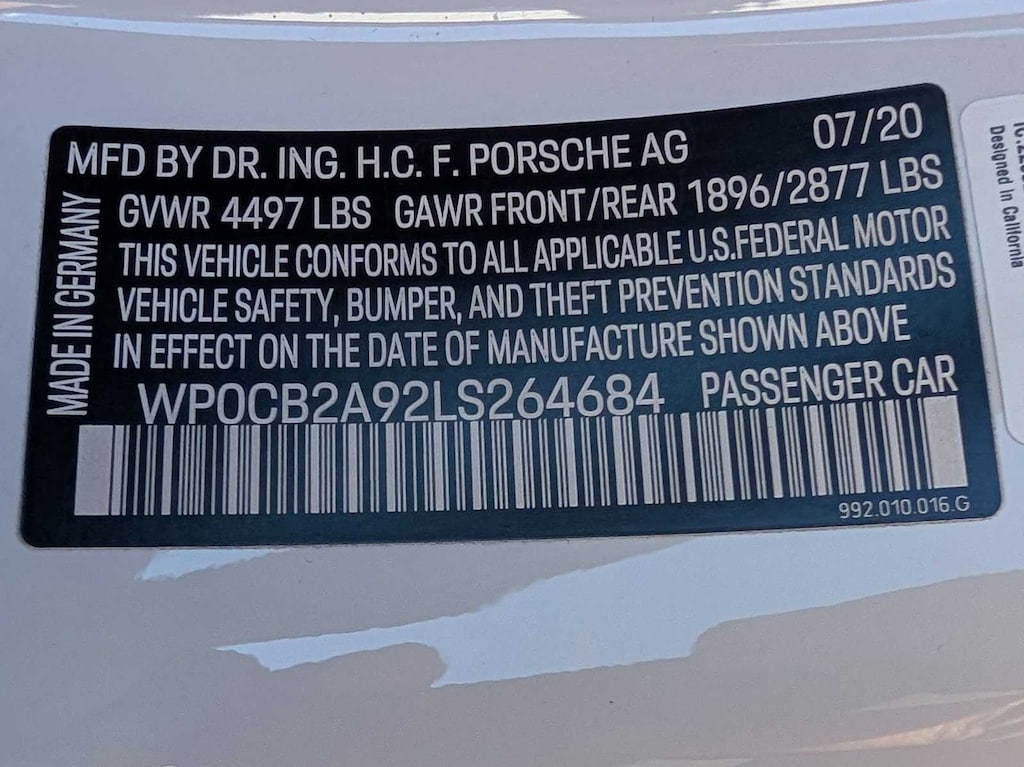 MFD BY DR. ING. H.C. F. PORSCHE AG 07/20
GVWR 4497 LBS GAWR FRONT/REAR 1896/2877 LBS
THIS VEHICLE CONFORMS TO ALL APPLICABLE U.S.FEDERAL MOTOR
VEHICLE SAFETY, BUMPER, AND THEFT PREVENTION STANDARDS
IN EFFECT ON THE DATE OF MANUFACTURE SHOWN ABOVE
WP0CB2A92LS264684 PASSENGER CAR
992.010.016.G
MADE IN GERMANY
Designed in California